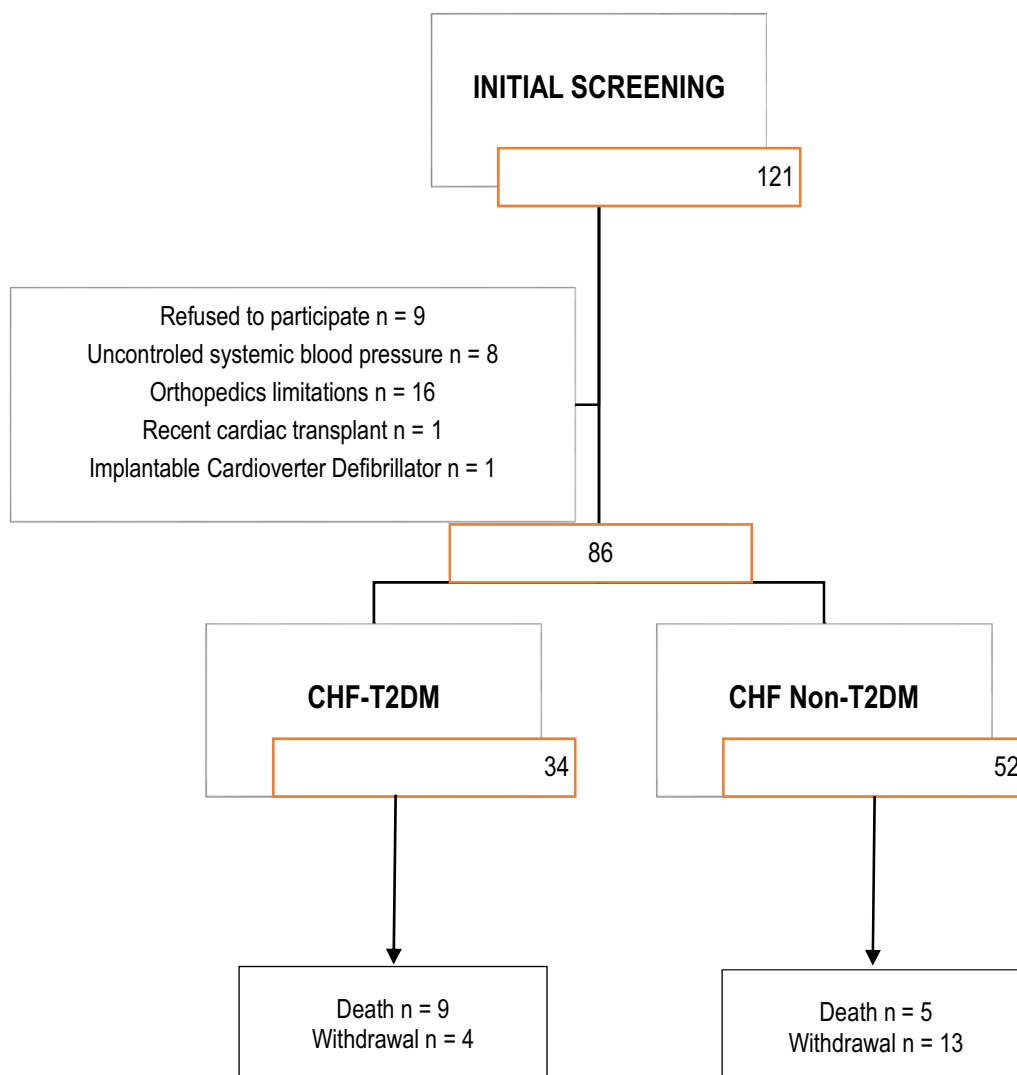 INITIAL SCREENING
121
Refused to participate n = 9
Uncontroled systemic blood pressure n = 8
Orthopedics limitations n = 16
Recent cardiac transplant n = 1
Implantable Cardioverter Defibrillator n = 1
86
CHF-T2DM
34
CHF Non-T2DM
52
Death n = 9
Withdrawal n = 4
Death n = 5
Withdrawal n = 13